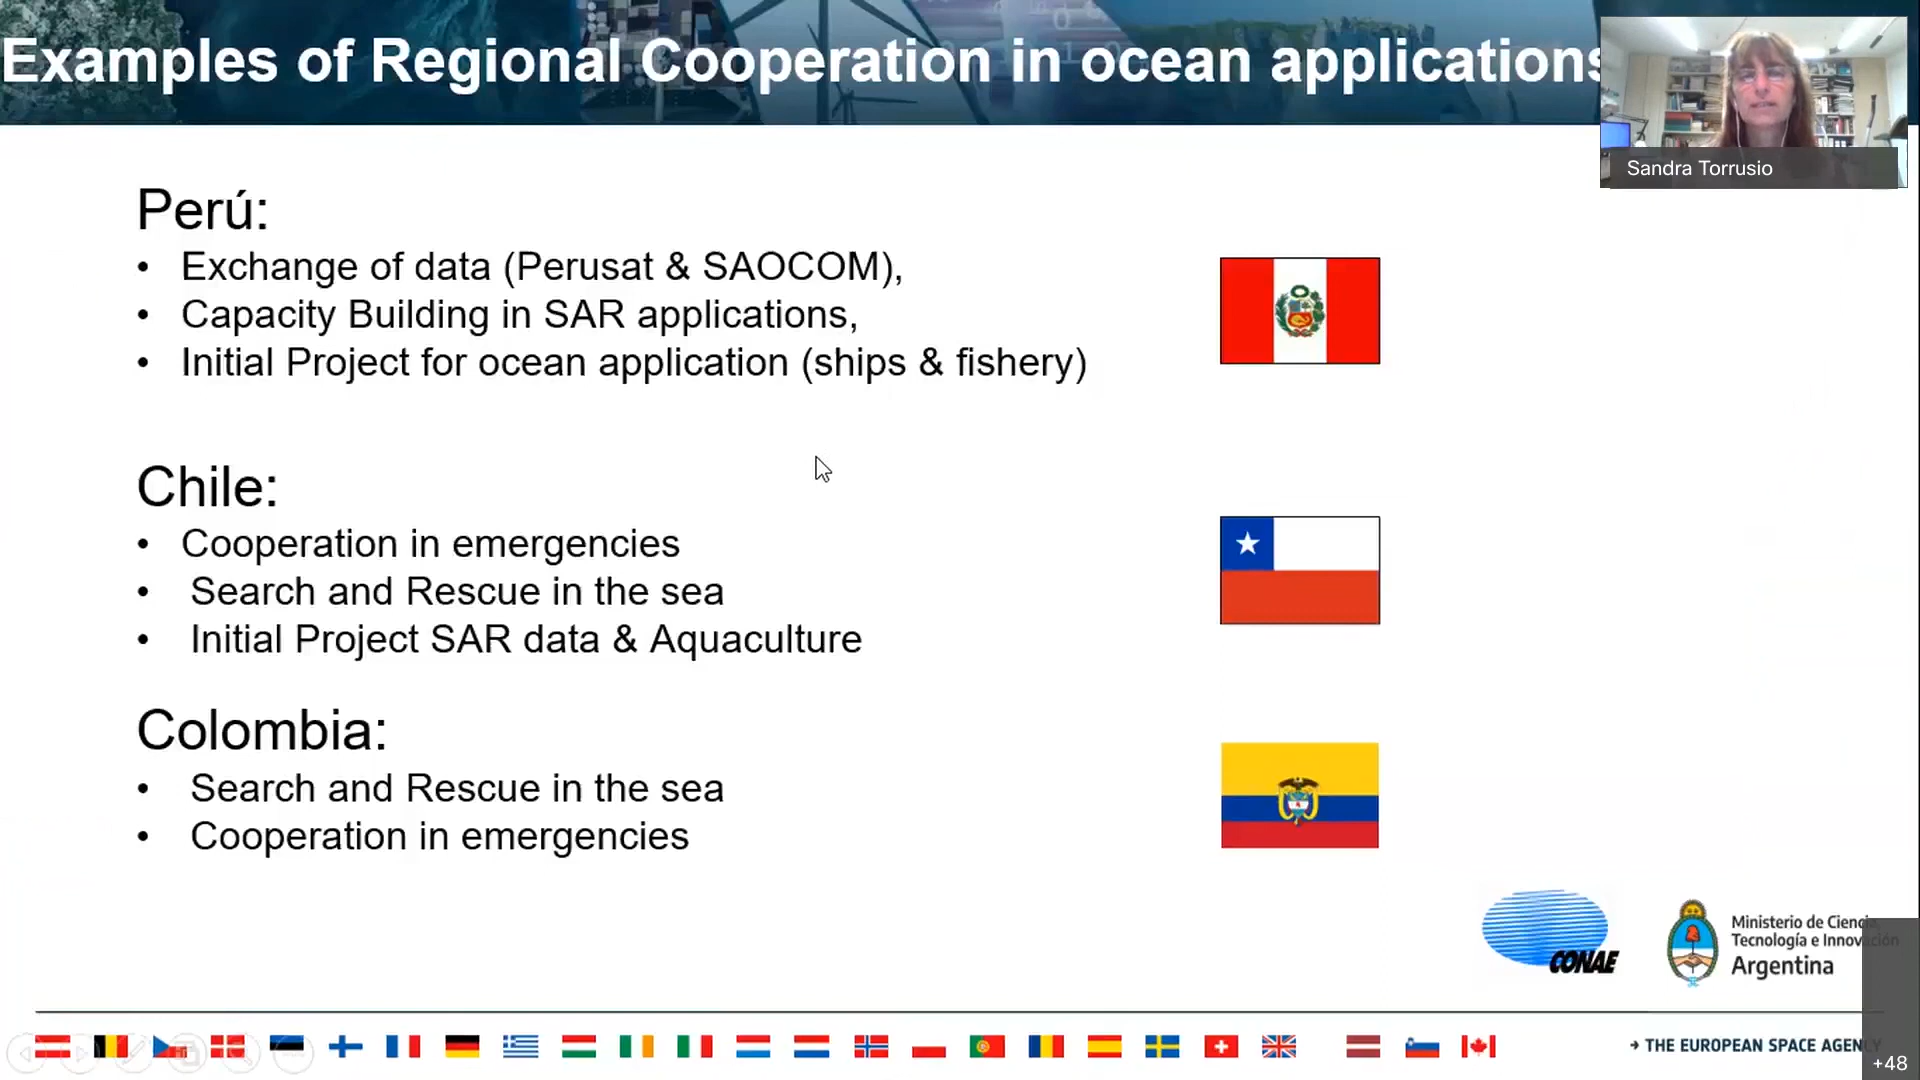 Examples of Regional Cooperation in ocean applications
Sandra Torrusio
Perú:
• Exchange of data (Perusat & SAOCOM),
• Capacity Building in SAR applications,
• Initial Project for ocean application (ships & fishery)
Chile:
• Cooperation in emergencies
• Search and Rescue in the sea
• Initial Project SAR data & Aquaculture
Colombia:
• Search and Rescue in the sea
• Cooperation in emergencies
CONAE
Ministerio de Ciencia,
Tecnología e Innovación
Argentina
→ THE EUROPEAN SPACE AGENCY
+48